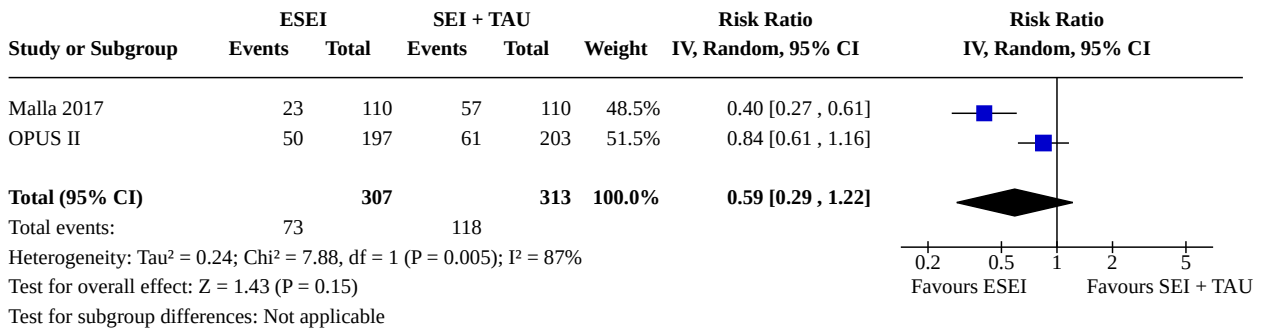 ESEI SEI + TAU Risk Ratio Risk Ratio
Study or Subgroup Events Total Events Total Weight IV, Random, 95% CI IV, Random, 95% CI
Malla 2017 23 110 57 110 48.5% 0.40 [0.27 , 0.61]
OPUS II 50 197 61 203 51.5% 0.84 [0.61 , 1.16]
Total (95% CI) 307 313 100.0% 0.59 [0.29 , 1.22]
Total events: 73 118
Heterogeneity: Tau² = 0.24; Chi² = 7.88, df = 1 (P = 0.005); I² = 87%
0.2 0.5 1 2 5
Test for overall effect: Z = 1.43 (P = 0.15) Favours ESEI Favours SEI + TAU
Test for subgroup differences: Not applicable